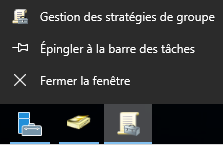 Gestion des stratégies de groupe
Épingler à la barre des tâches
Fermer la fenêtre